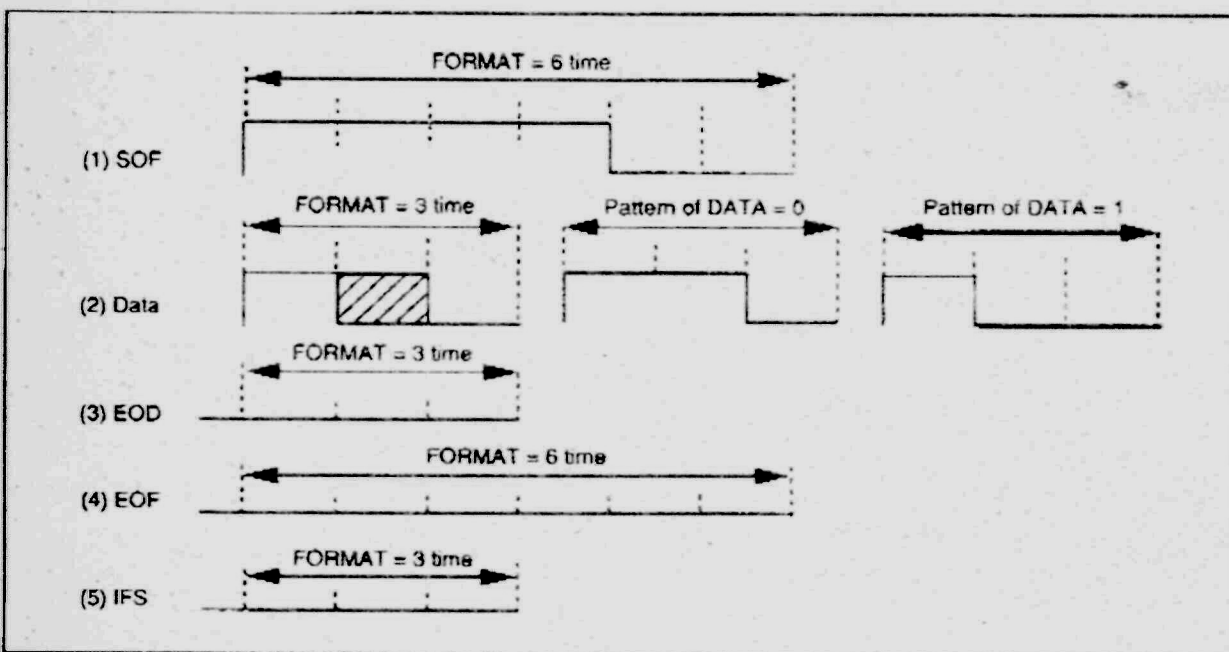 FORMAT = 6 time
(1) SOF
FORMAT = 3 time
Pattern of DATA = 0
Pattern of DATA = 1
(2) Data
FORMAT = 3 time
(3) EOD
FORMAT = 6 time
(4) EOF
FORMAT = 3 time
(5) IFS